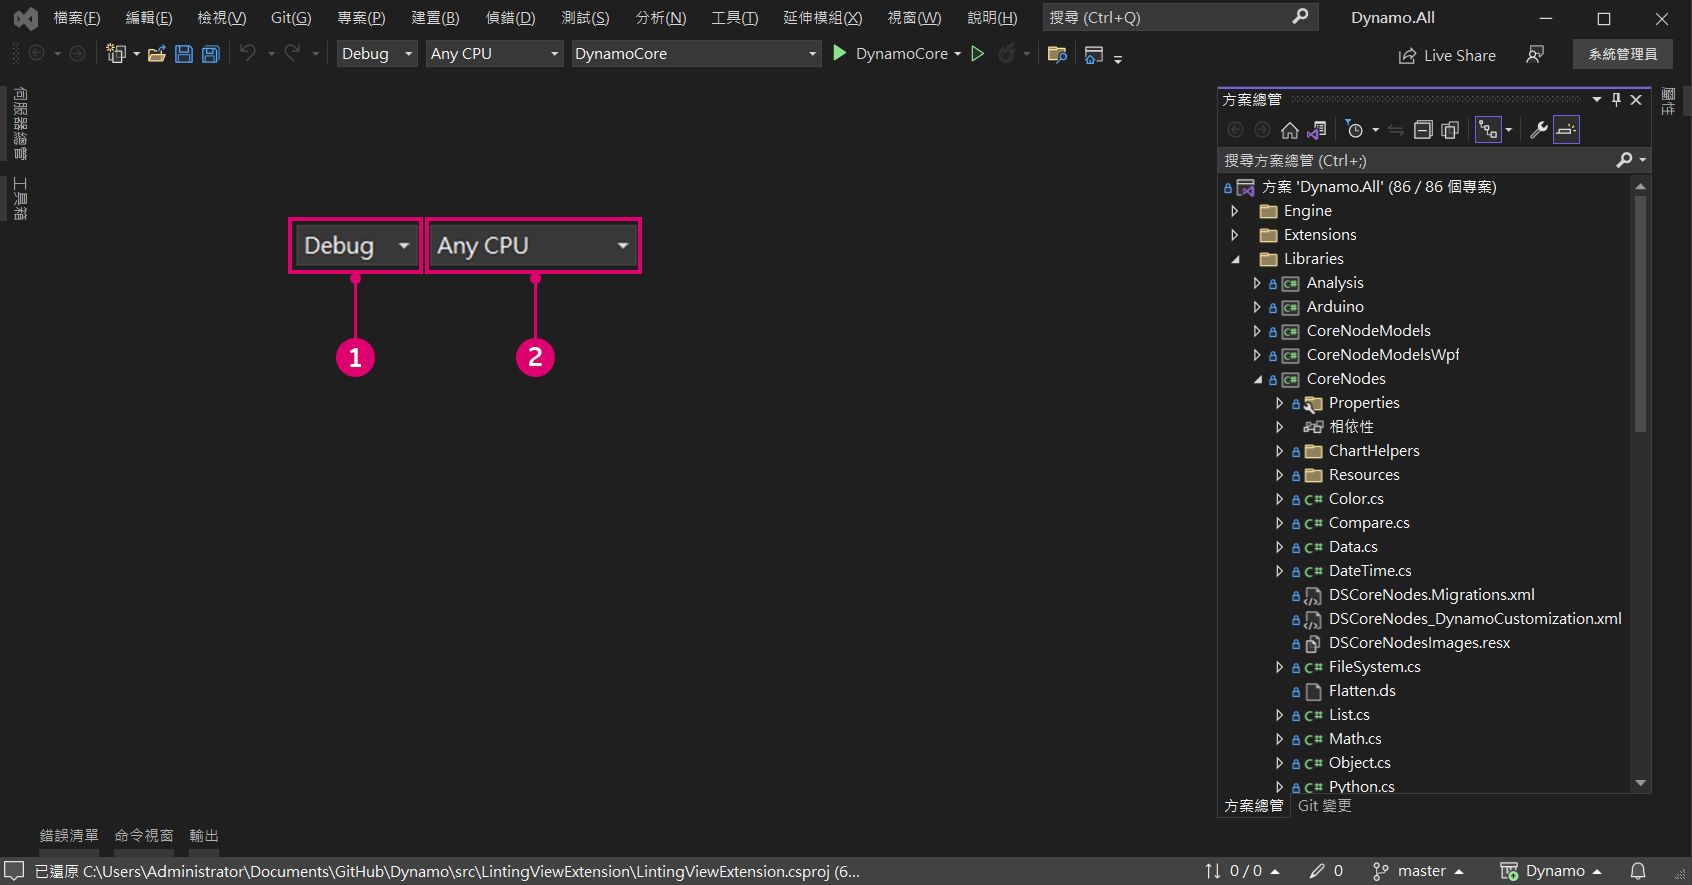 檔案(F) 編輯(E) 檢視(V) Git(G) 專案(P) 建置(B) 偵錯(D) 測試(S) 分析(N) 工具(T) 延伸模組(X) 視窗(W) 說明(H) 搜尋 (Ctrl+Q) Dynamo.All
Debug Any CPU DynamoCore DynamoCore Live Share 系統管理員
伺服器總管
工具箱
Debug Any CPU
1 2
方案總管
屬性
搜尋方案總管 (Ctrl+;)
方案 'Dynamo.All' (86 / 86 個專案)
Engine
Extensions
Libraries
C# Analysis
C# Arduino
C# CoreNodeModels
C# CoreNodeModelsWpf
C# CoreNodes
Properties
相依性
ChartHelpers
Resources
C# Color.cs
C# Compare.cs
C# Data.cs
C# DateTime.cs
DSCoreNodes.Migrations.xml
DSCoreNodes_DynamoCustomization.xml
DSCoreNodesImages.resx
C# FileSystem.cs
Flatten.ds
C# List.cs
C# Math.cs
C# Object.cs
C# Python.cs
方案總管 Git 變更
錯誤清單 命令視窗 輸出
已還原 C:\Users\Administrator\Documents\GitHub\Dynamo\src\LintingViewExtension\LintingViewExtension.csproj (6... 0 / 0 0 master Dynamo